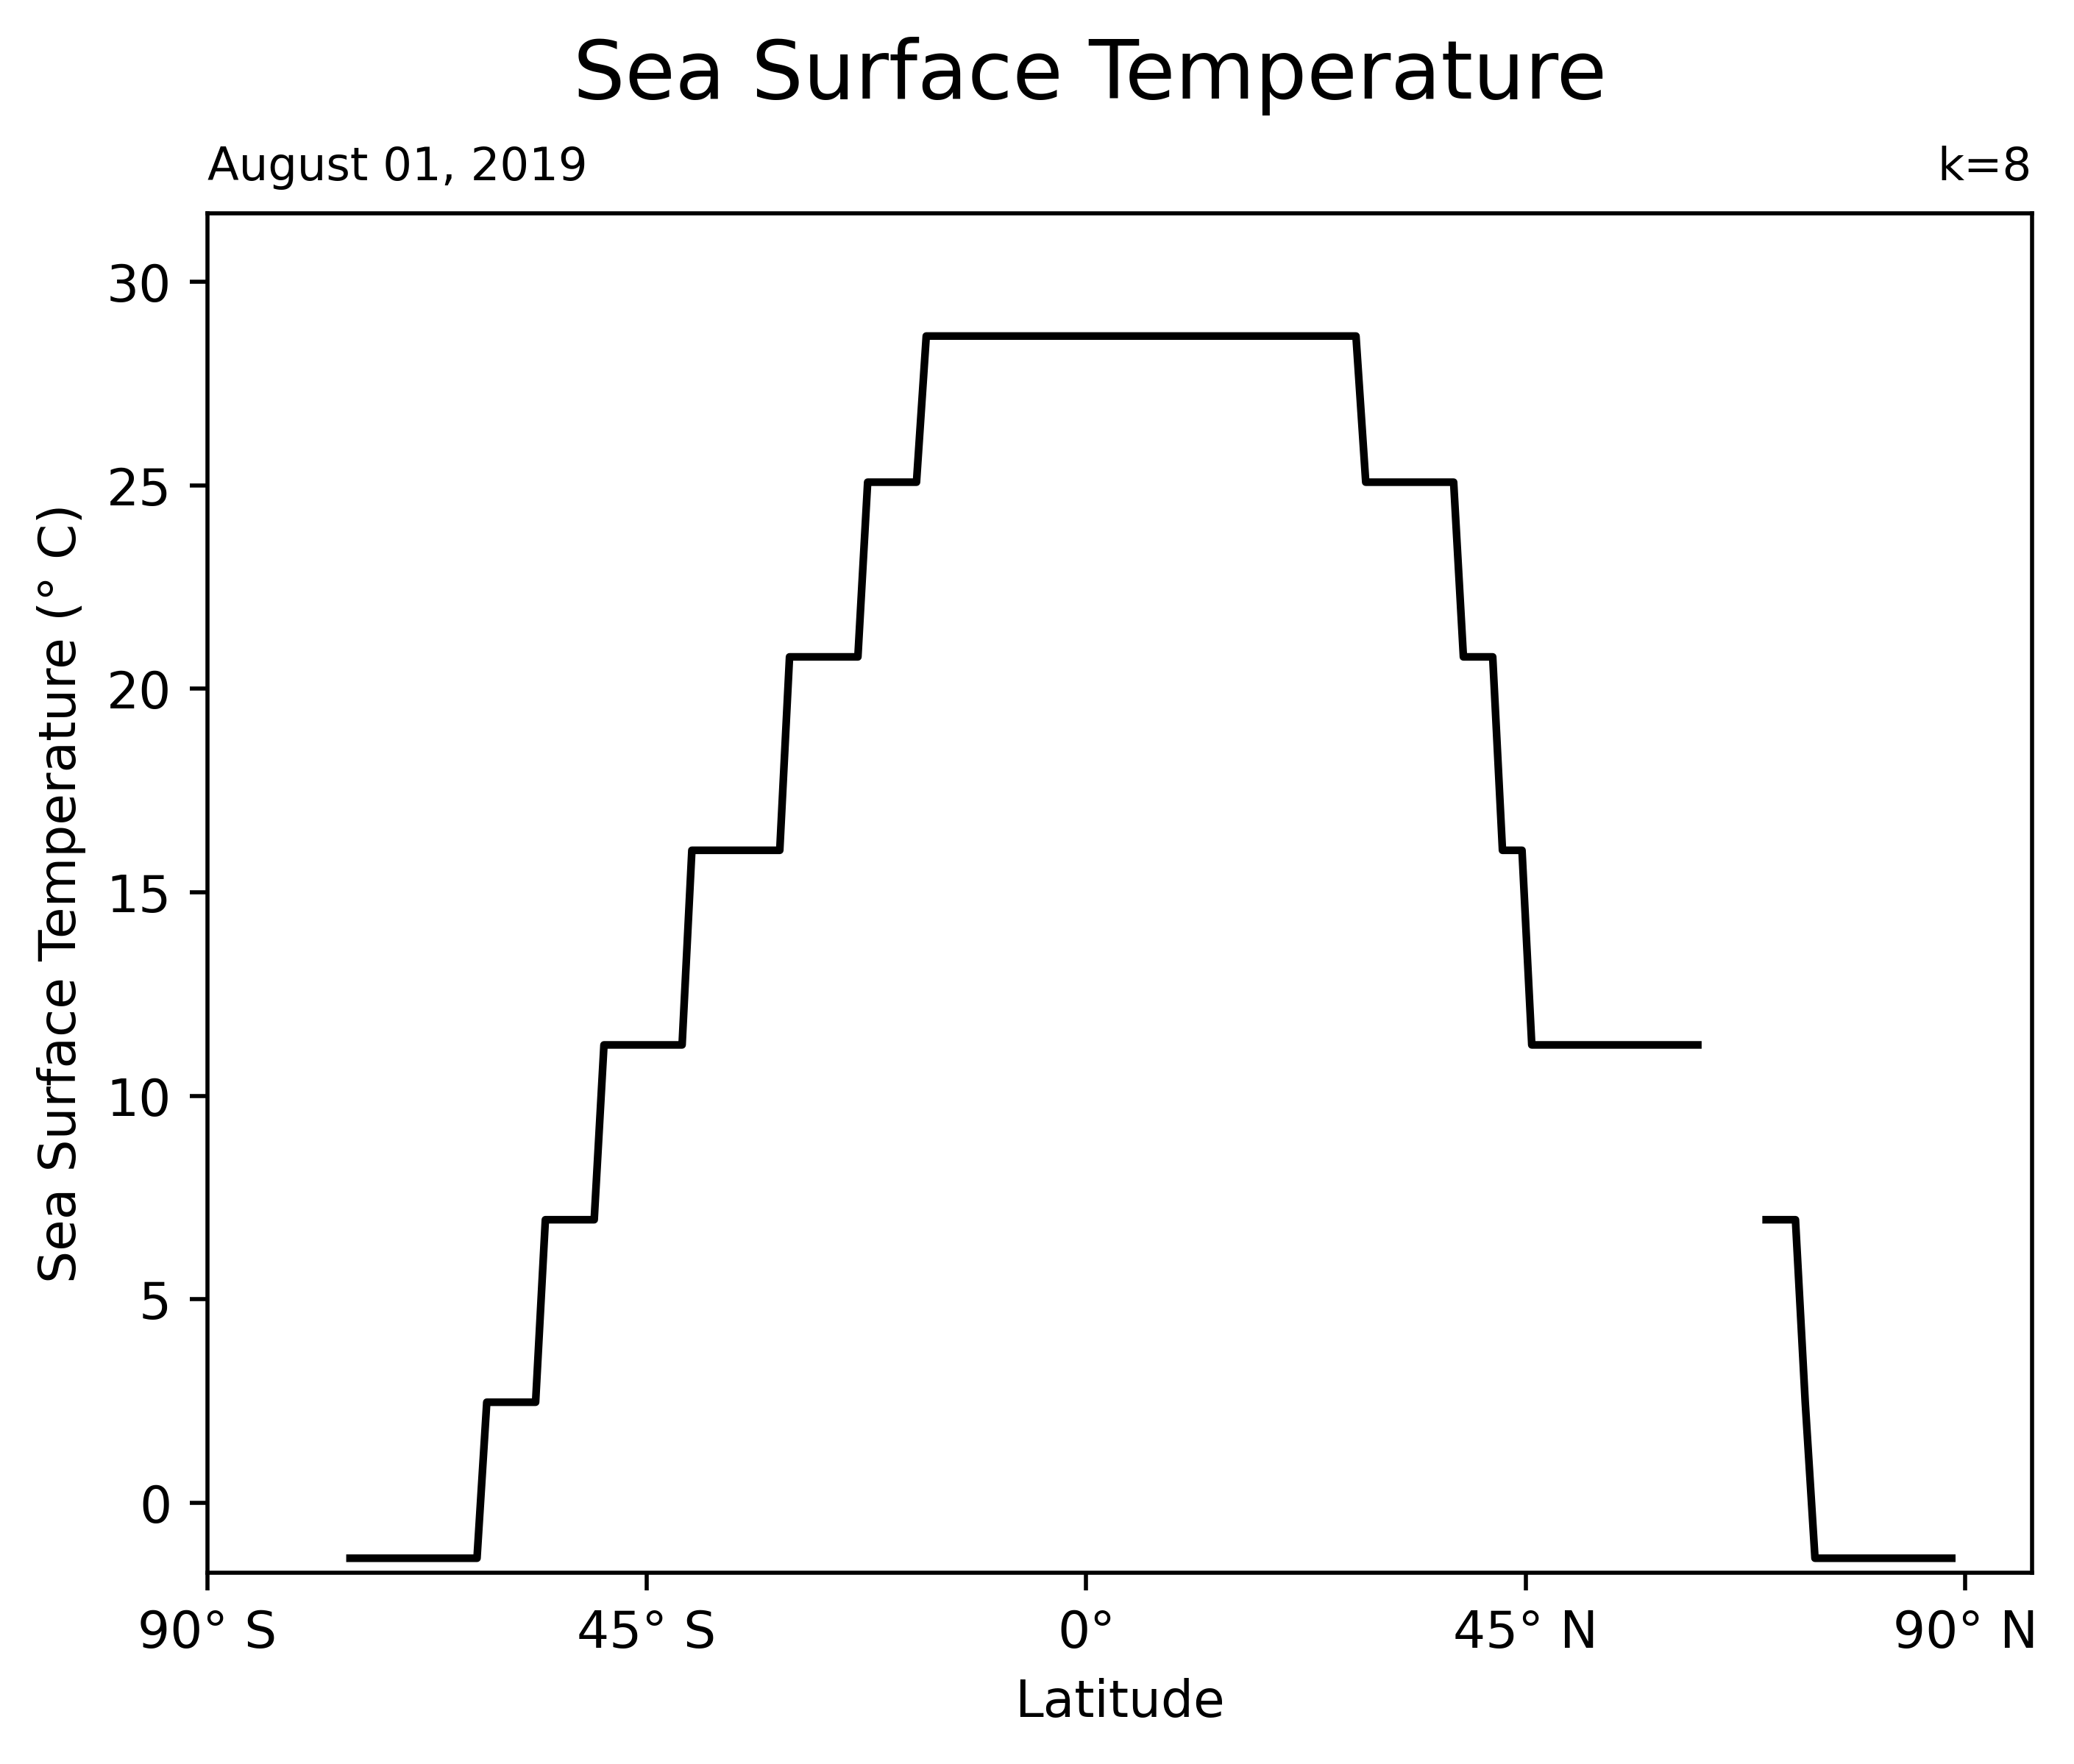 Sea Surface Temperature
August 01, 2019
k=8
30
25
20
15
10
5
0
Sea Surface Temperature (° C)
90° S
45° S
0°
45° N
90° N
Latitude